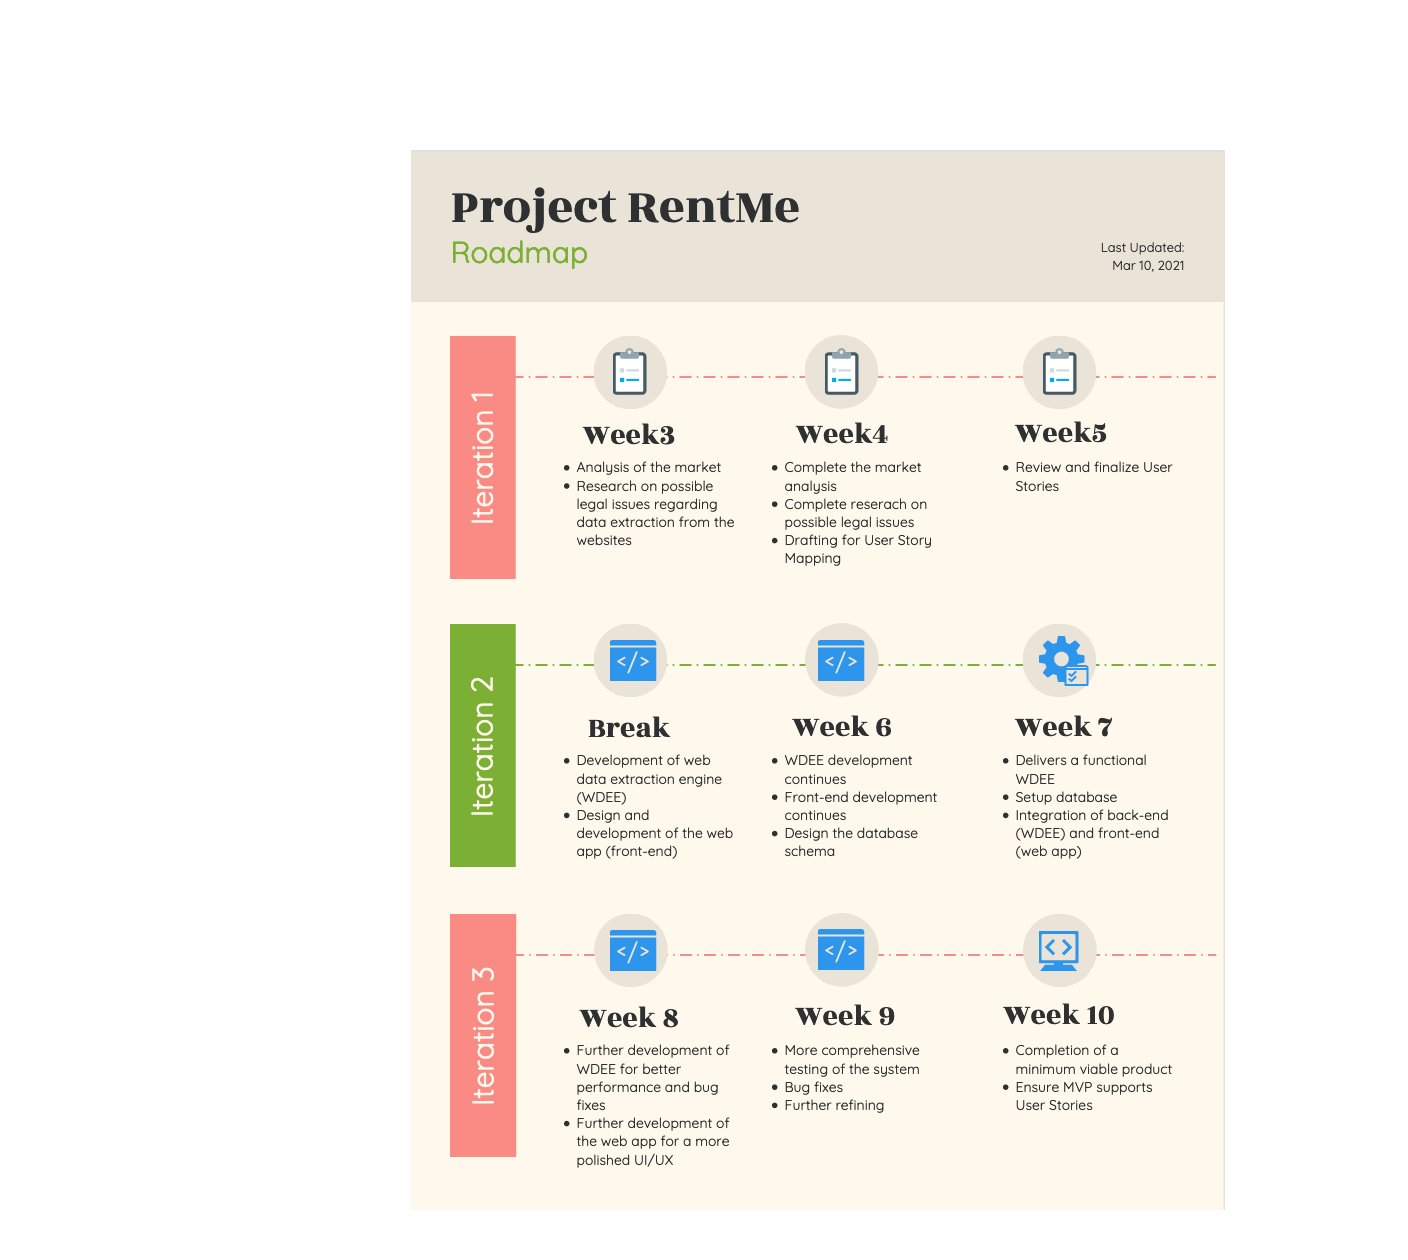 Project RentMe
Roadmap
Last Updated:
Mar 10, 2021
Iteration 1
Week3
• Analysis of the market
• Research on possible
legal issues regarding
data extraction from the
websites
Week4
• Complete the market
analysis
• Complete reserach on
possible legal issues
• Drafting for User Story
Mapping
Week5
• Review and finalize User
Stories
Iteration 2
Break
• Development of web
data extraction engine
(WDEE)
• Design and
development of the web
app (front-end)
Week 6
• WDEE development
continues
• Front-end development
continues
• Design the database
schema
Week 7
• Delivers a functional
WDEE
• Setup database
• Integration of back-end
(WDEE) and front-end
(web app)
Iteration 3
Week 8
• Further development of
WDEE for better
performance and bug
fixes
• Further development of
the web app for a more
polished UI/UX
Week 9
• More comprehensive
testing of the system
• Bug fixes
• Further refining
Week 10
• Completion of a
minimum viable product
• Ensure MVP supports
User Stories